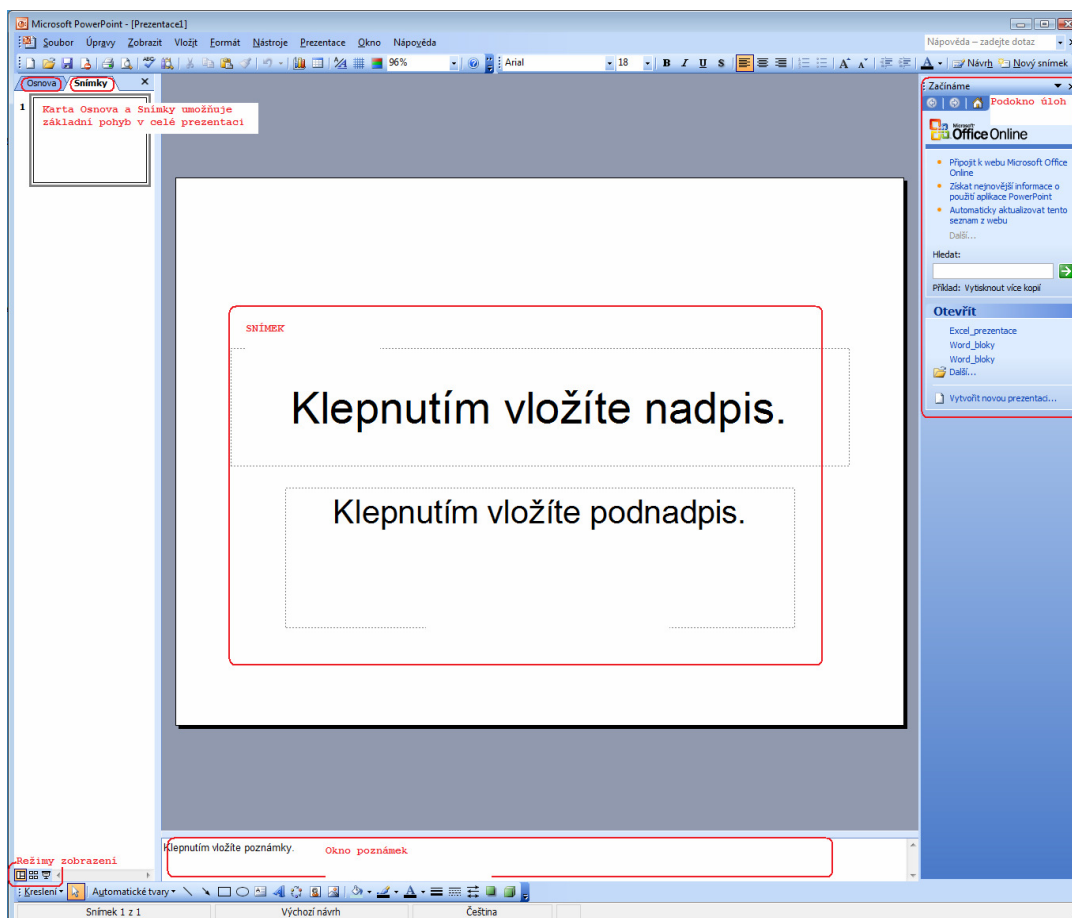 Microsoft PowerPoint - [Prezentace1]
Soubor Úpravy Zobrazit Vložit Formát Nástroje Prezentace Okno Nápověda
Nápověda – zadejte dotaz
96%
Arial
18
B I U S
Návrh
Nový snímek
Osnova
Snímky
1
Karta Osnova a Snímky umožňuje
základní pohyb v celé prezentaci
Začínáme
Podokno úloh
Microsoft
Office Online
Připojit k webu Microsoft Office
Online
Získat nejnovější informace o
použití aplikace PowerPoint
Automaticky aktualizovat tento
seznam z webu
Další...
Hledat:
Příklad: Vytisknout více kopií
Otevřít
Excel_prezentace
Word_bloky
Word_bloky
Další...
Vytvořit novou prezentaci...
SNÍMEK
Klepnutím vložíte nadpis.
Klepnutím vložíte podnadpis.
Klepnutím vložíte poznámky.
Okno poznámek
Režimy zobrazení
Kreslení
Automatické tvary
Snímek 1 z 1
Výchozí návrh
Čeština